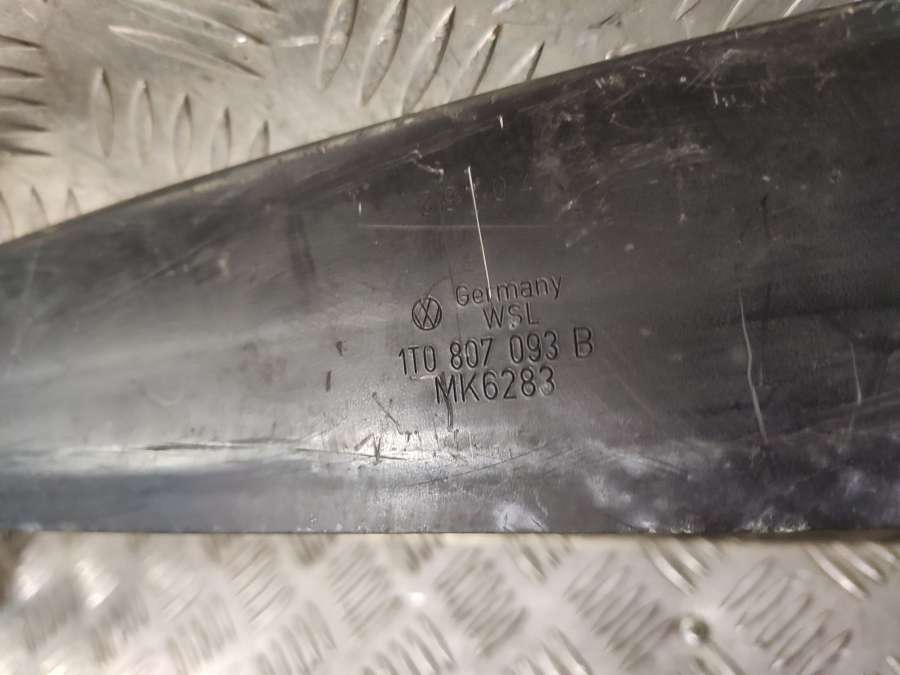 Germany
WSL
1T0 807 093 B
MK6283